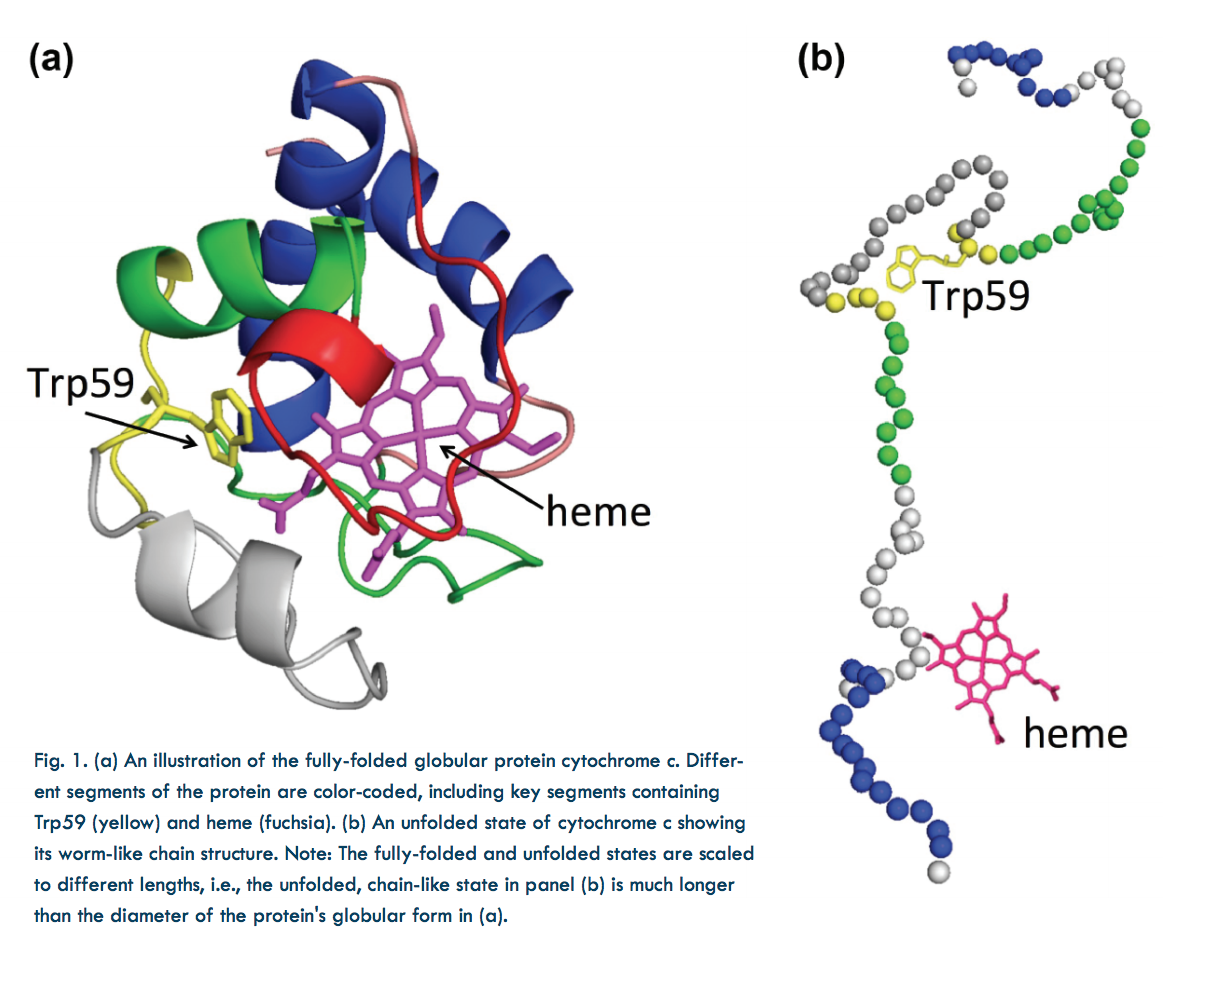 (a)
(b)
Trp59
Trp59
heme
heme
Fig. 1. (a) An illustration of the fully-folded globular protein cytochrome c. Differ-
ent segments of the protein are color-coded, including key segments containing
Trp59 (yellow) and heme (fuchsia). (b) An unfolded state of cytochrome c showing
its worm-like chain structure. Note: The fully-folded and unfolded states are scaled
to different lengths, i.e., the unfolded, chain-like state in panel (b) is much longer
than the diameter of the protein's globular form in (a).